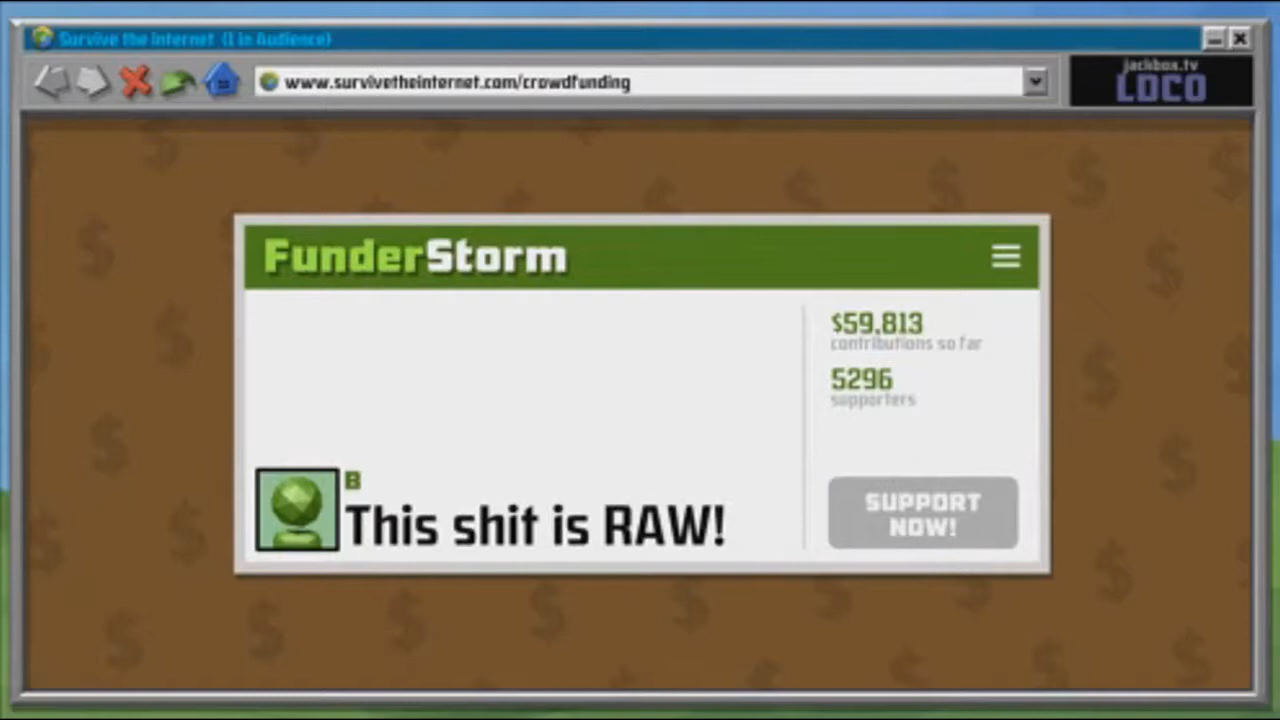 Survive the Internet (1 in Audience)
www.survivetheinternet.com/crowdfunding
jackbox.tv
LDCO
FunderStorm
$59,813
contributions so far
5296
supporters
B
This shit is RAW!
SUPPORT
NOW!